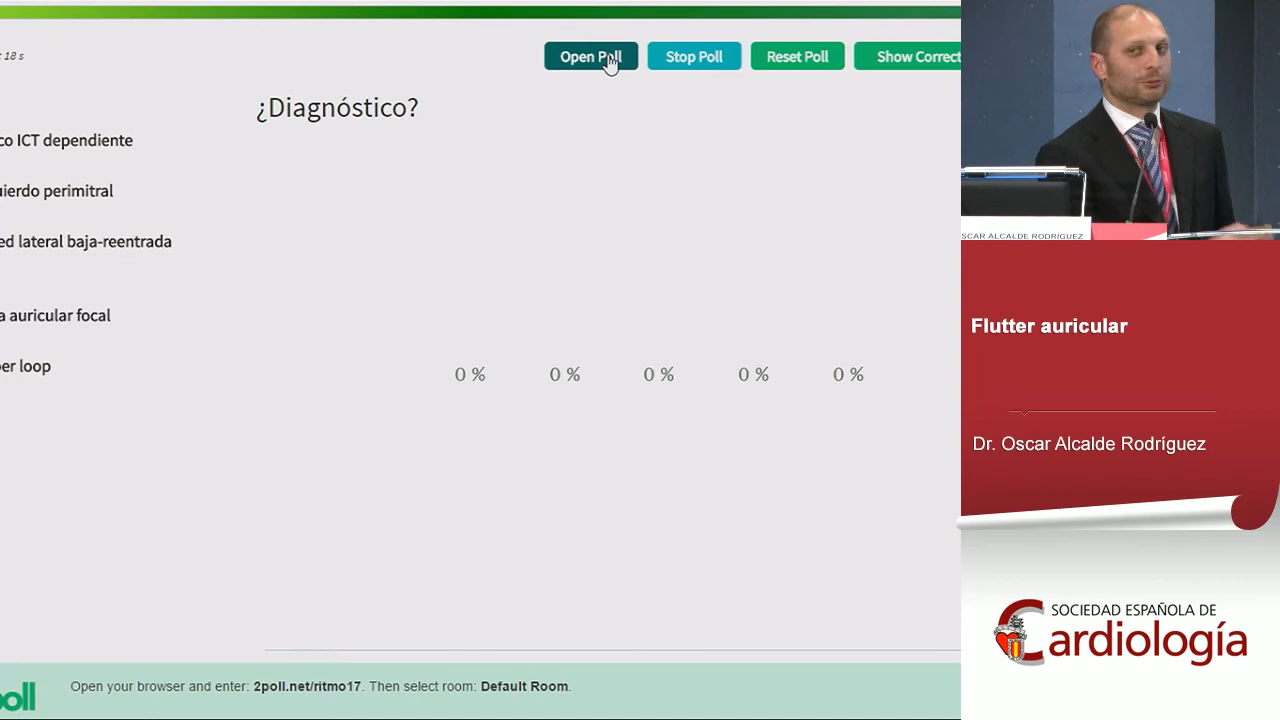 : 18 s
Open Poll
Stop Poll
Reset Poll
Show Correct
¿Diagnóstico?
co ICT dependiente
uierdo perimitral
ed lateral baja-reentrada
a auricular focal
per loop
0 %
0 %
0 %
0 %
0 %
Open your browser and enter: 2poll.net/ritmo17. Then select room: Default Room.
poll
SCAR ALCALDE RODRÍGUEZ
Flutter auricular
Dr. Oscar Alcalde Rodríguez
SOCIEDAD ESPAÑOLA DE
Cardiología